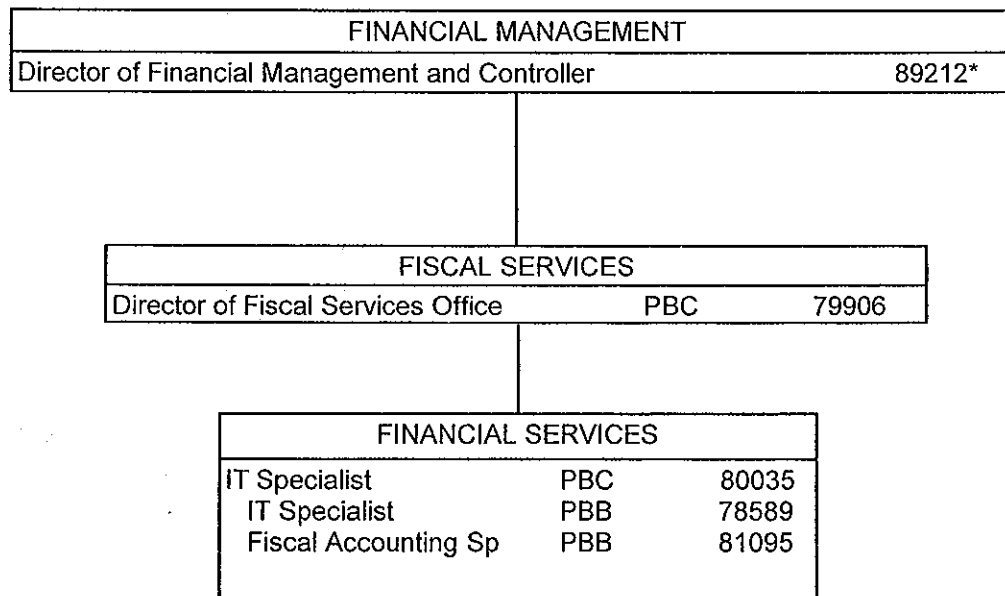 FINANCIAL MANAGEMENT
Director of Financial Management and Controller 89212*
FISCAL SERVICES
Director of Fiscal Services Office PBC 79906
FINANCIAL SERVICES
IT Specialist PBC 80035
IT Specialist PBB 78589
Fiscal Accounting Sp PBB 81095